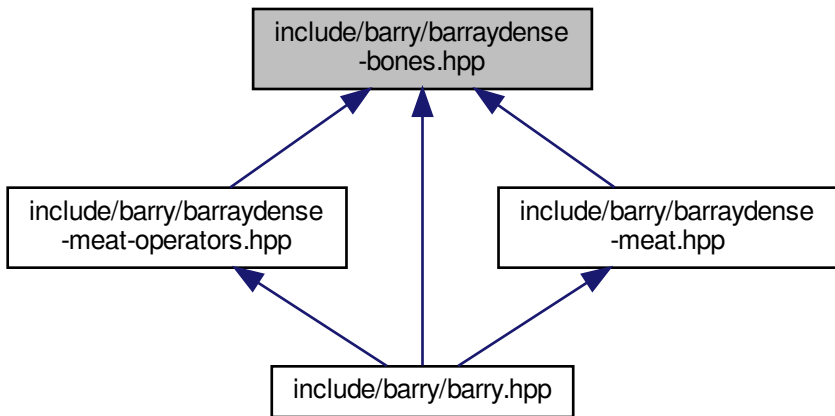 include/barry/barraydense
-bones.hpp
include/barry/barraydense
-meat-operators.hpp
include/barry/barraydense
-meat.hpp
include/barry/barry.hpp